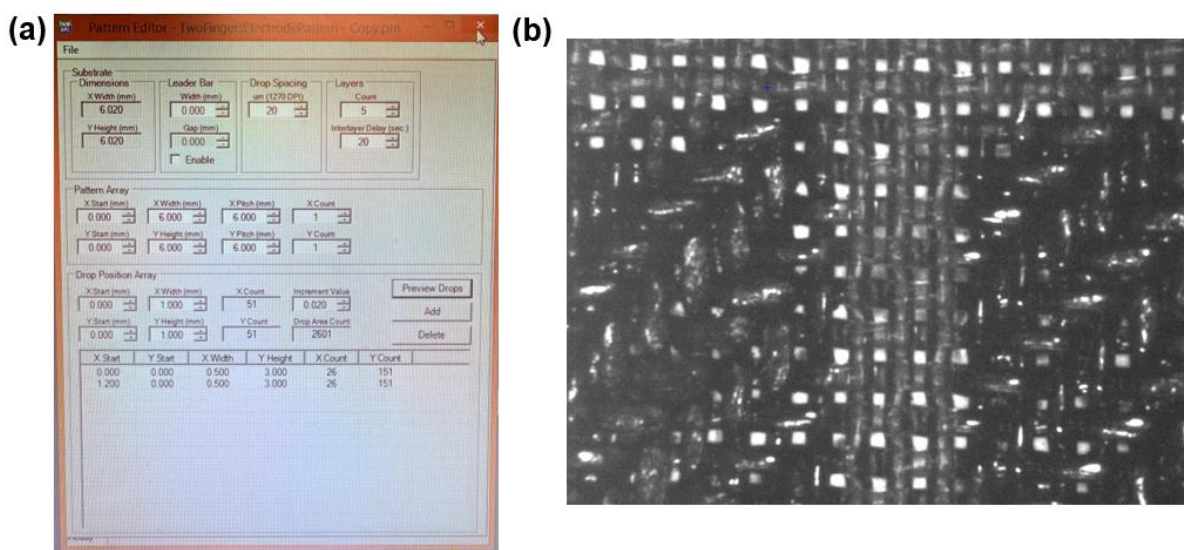 (a)
Pattern Editor - TwoFingersElectrodePattern - Copy.ptn
File
Substrate
Dimensions Leader Bar Drop Spacing Layers
X Width (mm) Width (mm) um (1270 DPI) Count
6.020 0.000 20 5
Y Height (mm) Gap (mm) Interlayer Delay (sec.)
6.020 0.000 20
Enable
Pattern Array
X Start (mm) X Width (mm) X Pitch (mm) X Count
0.000 6.000 6.000 1
Y Start (mm) Y Height (mm) Y Pitch (mm) Y Count
0.000 6.000 6.000 1
Drop Position Array
X Start (mm) X Width (mm) X Count Increment Value Preview Drops
0.000 1.000 51 0.020
Add
Y Start (mm) Y Height (mm) Y Count Drop Area Count
0.000 1.000 51 2601 Delete
X Start Y Start X Width Y Height X Count Y Count
0.000 0.000 0.500 3.000 26 151
1.200 0.000 0.500 3.000 26 151
(b)